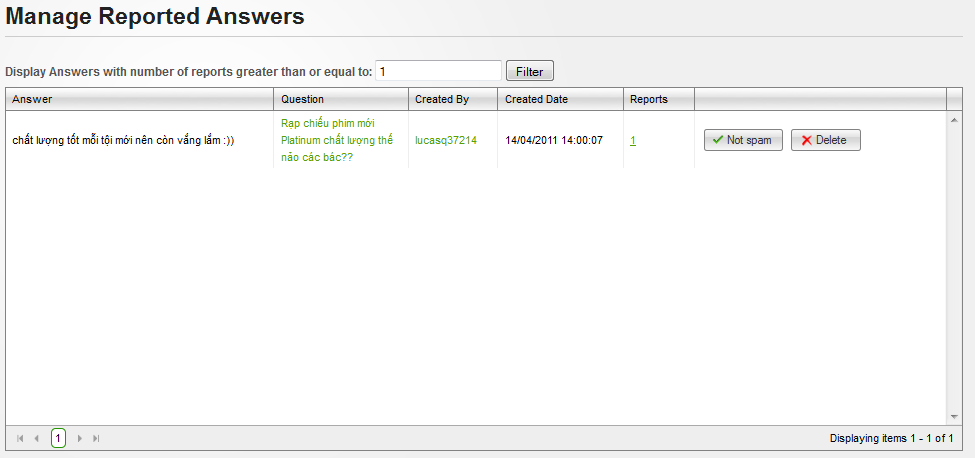 Manage Reported Answers
Display Answers with number of reports greater than or equal to: 1 Filter
Answer Question Created By Created Date Reports
chất lượng tốt mỗi tội mới nên còn vắng lắm :)) Rạp chiếu phim mới Platinum chất lượng thế nảo các bác?? lucasq37214 14/04/2011 14:00:07 1 Not spam Delete
1 Displaying items 1 - 1 of 1